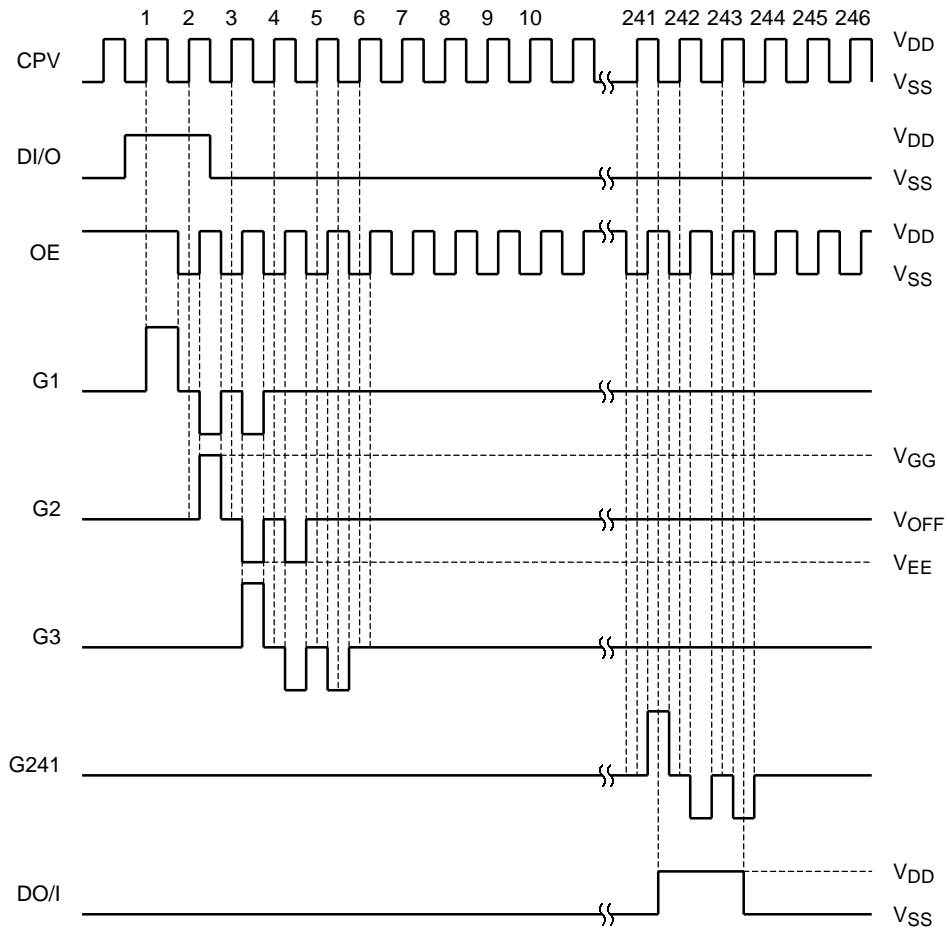 1 2 3 4 5 6 7 8 9 10 241 242 243 244 245 246
CPV
VDD
VSS
DI/O
VDD
VSS
OE
VDD
VSS
G1
VGG
G2
VOFF
VEE
G3
G241
VDD
DO/I
VSS